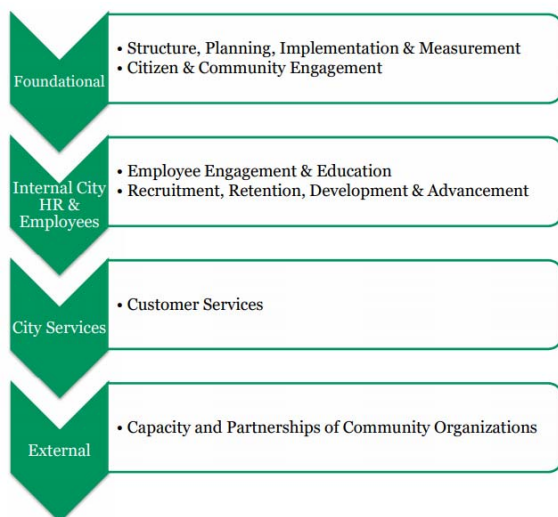 Foundational
• Structure, Planning, Implementation & Measurement
• Citizen & Community Engagement
Internal City
HR &
Employees
• Employee Engagement & Education
• Recruitment, Retention, Development & Advancement
City Services
• Customer Services
External
• Capacity and Partnerships of Community Organizations